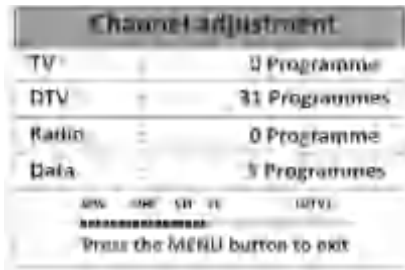 Channel adjustment
TV : 0 Programme
DTV : 31 Programmes
Radio : 0 Programme
Data : Programmes
(DTV)
Press the MENU button to exit